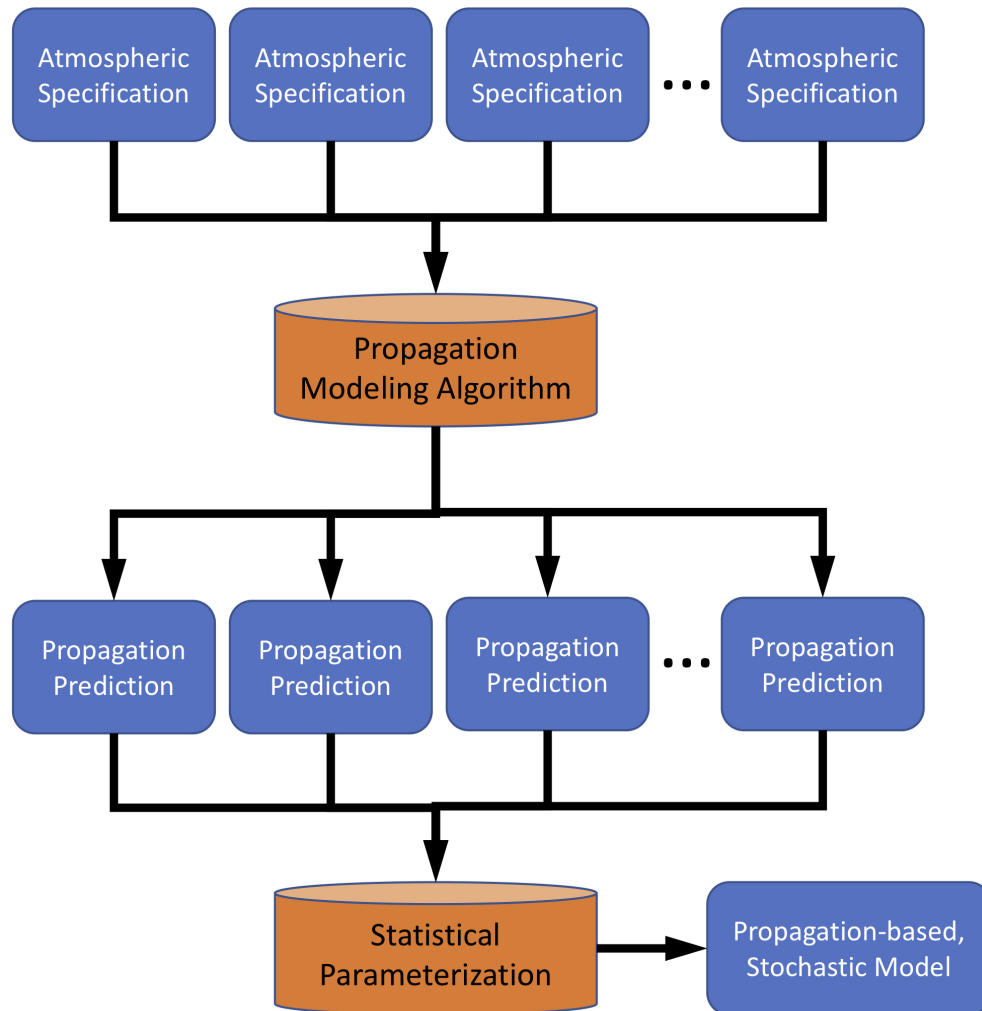 Atmospheric
Specification
Atmospheric
Specification
Atmospheric
Specification
...
Atmospheric
Specification
Propagation
Modeling Algorithm
Propagation
Prediction
Propagation
Prediction
Propagation
Prediction
...
Propagation
Prediction
Statistical
Parameterization
Propagation-based,
Stochastic Model